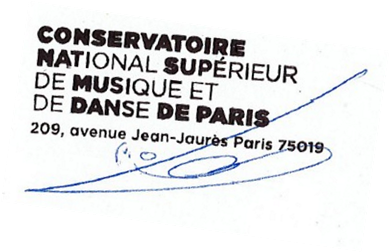 CONSERVATOIRE
NATIONAL SUPÉRIEUR
DE MUSIQUE ET
DE DANSE DE PARIS
209, avenue Jean-Jaurès Paris 75019